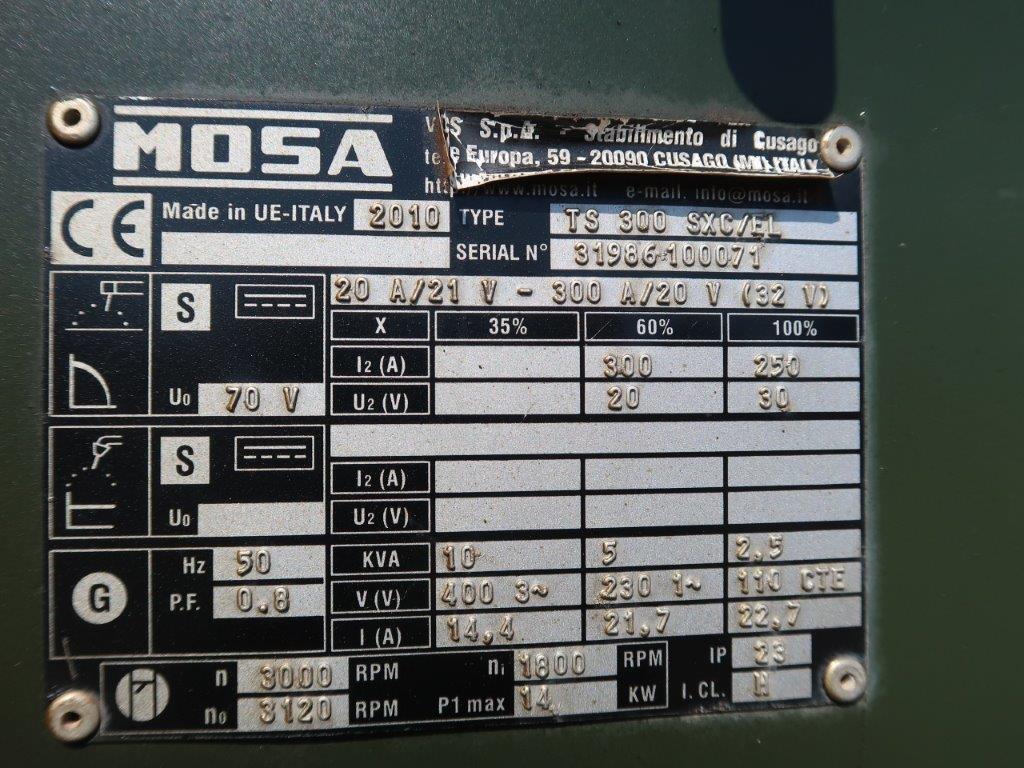 MOSA
S.p.A. - Stabilimento di Cusago
Europa, 59 - 20090 CUSAGO (MI) ITALY
www.mosa.it e-mail. info@mosa.it
CE Made in UE-ITALY 2010 TYPE TS 300 SXC/EL
SERIAL N° 31986-100071
S 20 A/21 V - 300 A/20 V (32 V)
X 35% 60% 100%
I2 (A) 300 250
U0 70 V U2 (V) 20 30
S
I2 (A)
U0 U2 (V)
G Hz 50 KVA 10 5 2.5
P.F. 0.8 V (V) 400 3~ 230 1~ 110 CTE
I (A) 14,4 21,7 22,7
n 3000 RPM n1 1800 RPM IP 23
n0 3120 RPM P1 max 14 KW I.CL. H